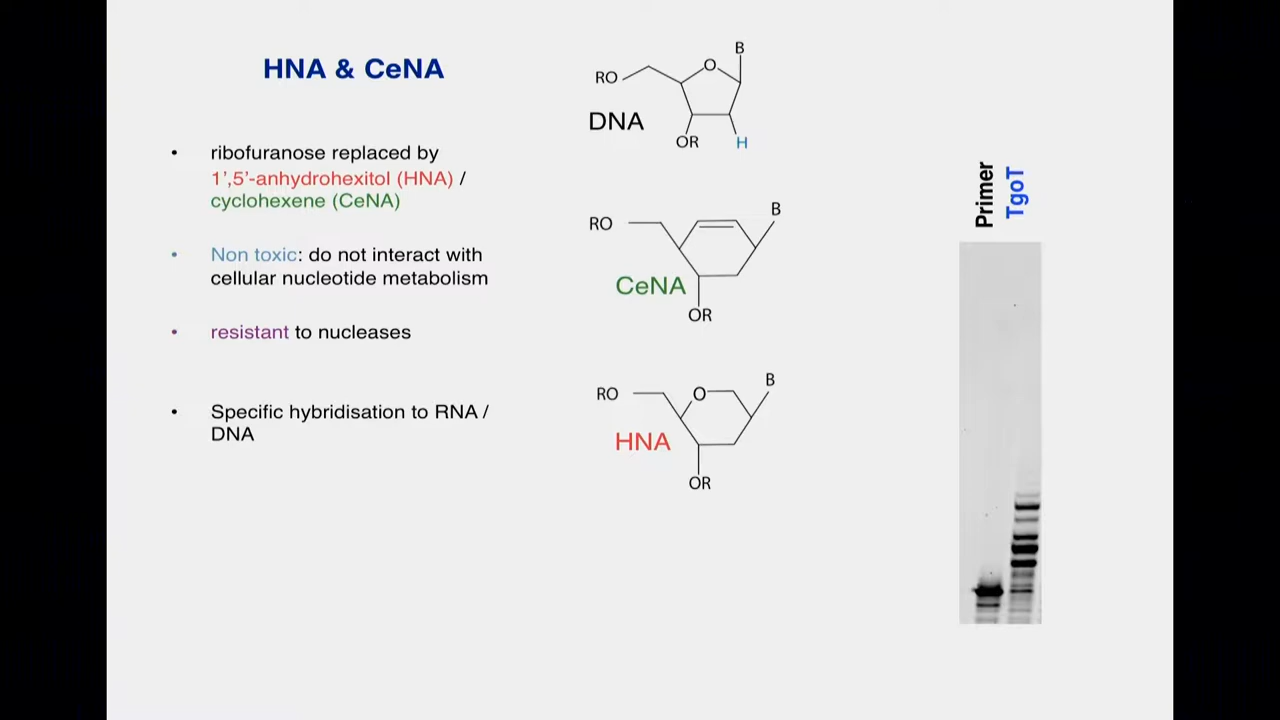 HNA & CeNA
• ribofuranose replaced by
1’,5’-anhydrohexitol (HNA) /
cyclohexene (CeNA)
• Non toxic: do not interact with
cellular nucleotide metabolism
• resistant to nucleases
• Specific hybridisation to RNA /
DNA
B
O
RO
DNA
OR
H
B
RO
CeNA
OR
B
RO
O
HNA
OR
Primer
TgoT